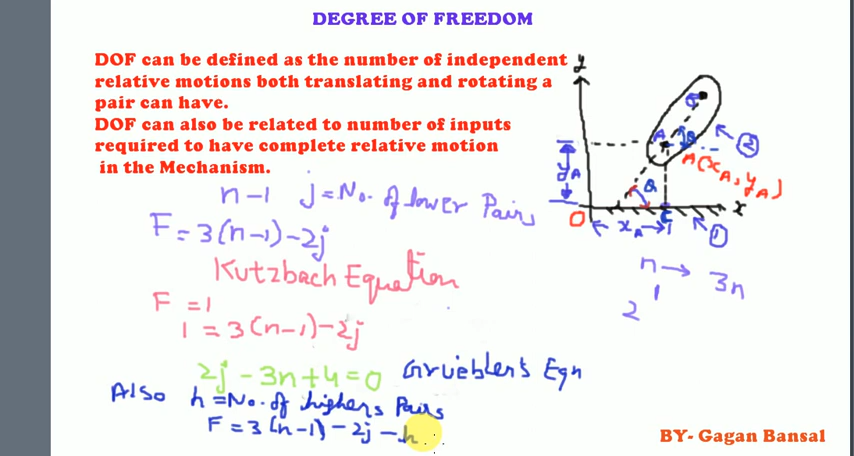 DEGREE OF FREEDOM
DOF can be defined as the number of independent
relative motions both translating and rotating a
pair can have.
DOF can also be related to number of inputs
required to have complete relative motion
in the Mechanism.
n-1 j = No. of lower Pairs
F = 3(n-1) - 2j
Kutzbach Equation
F = 1
1 = 3(n-1) - 2j
2j - 3n + 4 = 0 Gruebler's Eqn
Also h = No. of highers Pairs
F = 3(n-1) - 2j - h
y
A
θ
2
A(xA, yA)
yA
θ
O
xA
x
1
n → 3n
2 1
BY- Gagan Bansal